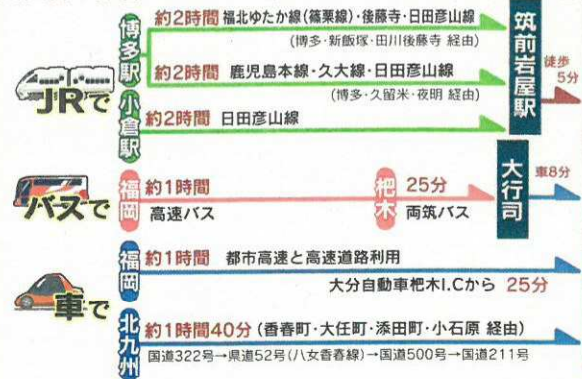 JRで
博多駅
約2時間 福北ゆたか線(篠栗線)・後藤寺・日田彦山線
(博多・新飯塚・田川後藤寺 経由)
約2時間 鹿児島本線・久大線・日田彦山線
(博多・久留米・夜明 経由)
小倉駅
約2時間 日田彦山線
筑前岩屋駅
徒歩
5分
バスで
福岡
約1時間
高速バス
杷木
25分
両筑バス
大行司
車8分
車で
福岡
約1時間 都市高速と高速道路利用
大分自動車杷木I.Cから 25分
北九州
約1時間40分 (香春町・大任町・添田町・小石原 経由)
国道322号→県道52号(八女香春線)→国道500号→国道211号